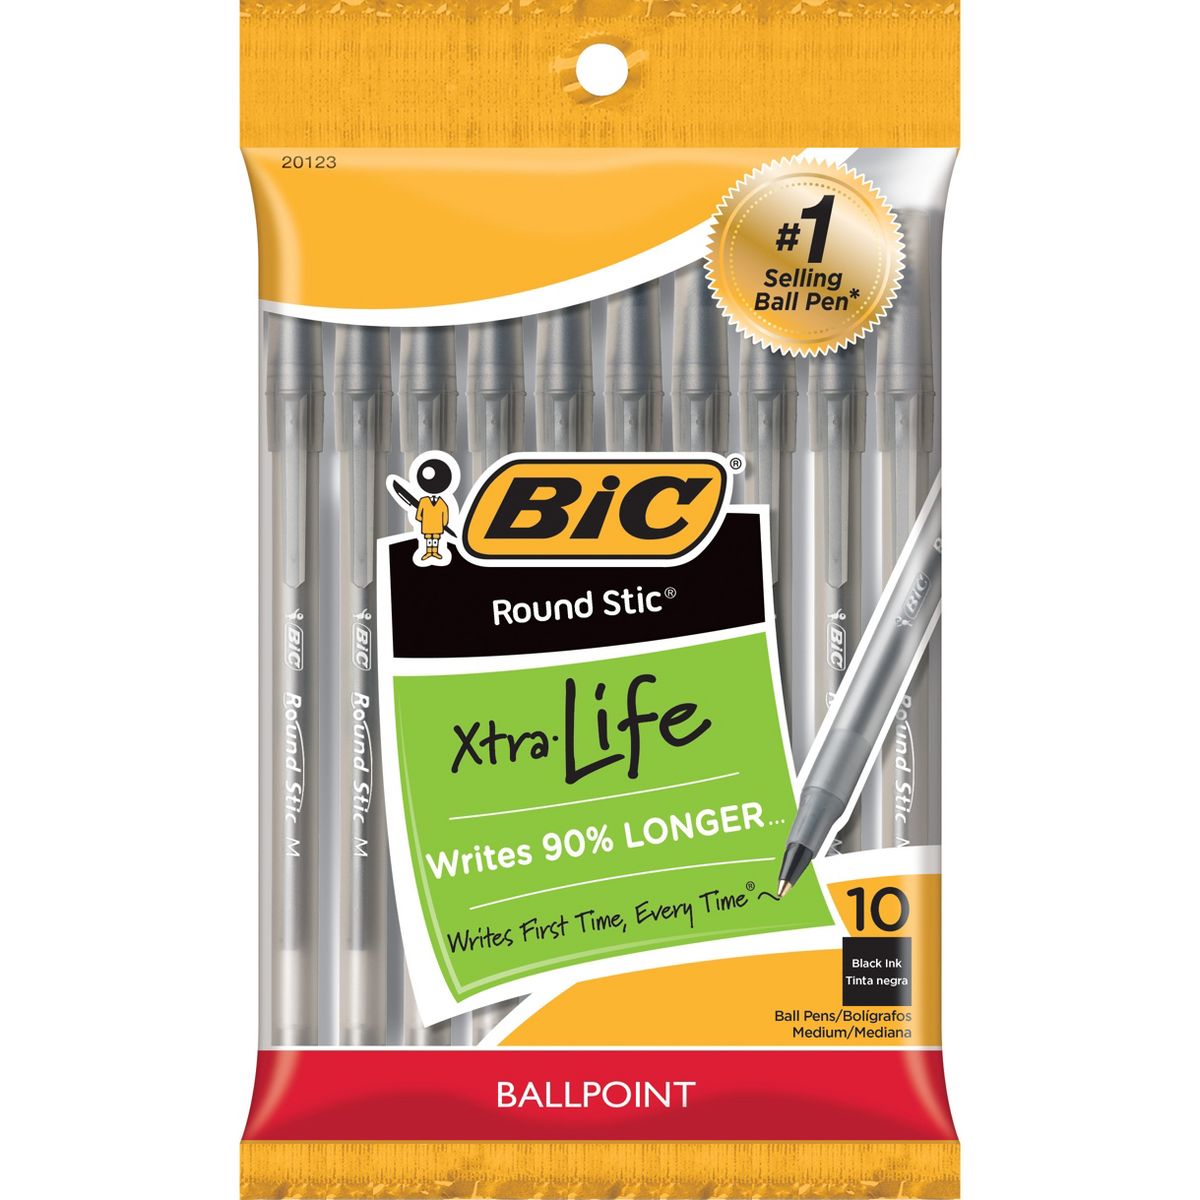 20123
#1
Selling
Ball Pen*
BiC®
Round Stic®
Xtra-Life
Writes 90% LONGER...
Writes First Time, Every Time®
BiC Round Stic M
BiC Round Stic M
BiC
10
Black Ink
Tinta negra
Ball Pens/Bolígrafos
Medium/Mediana
BALLPOINT